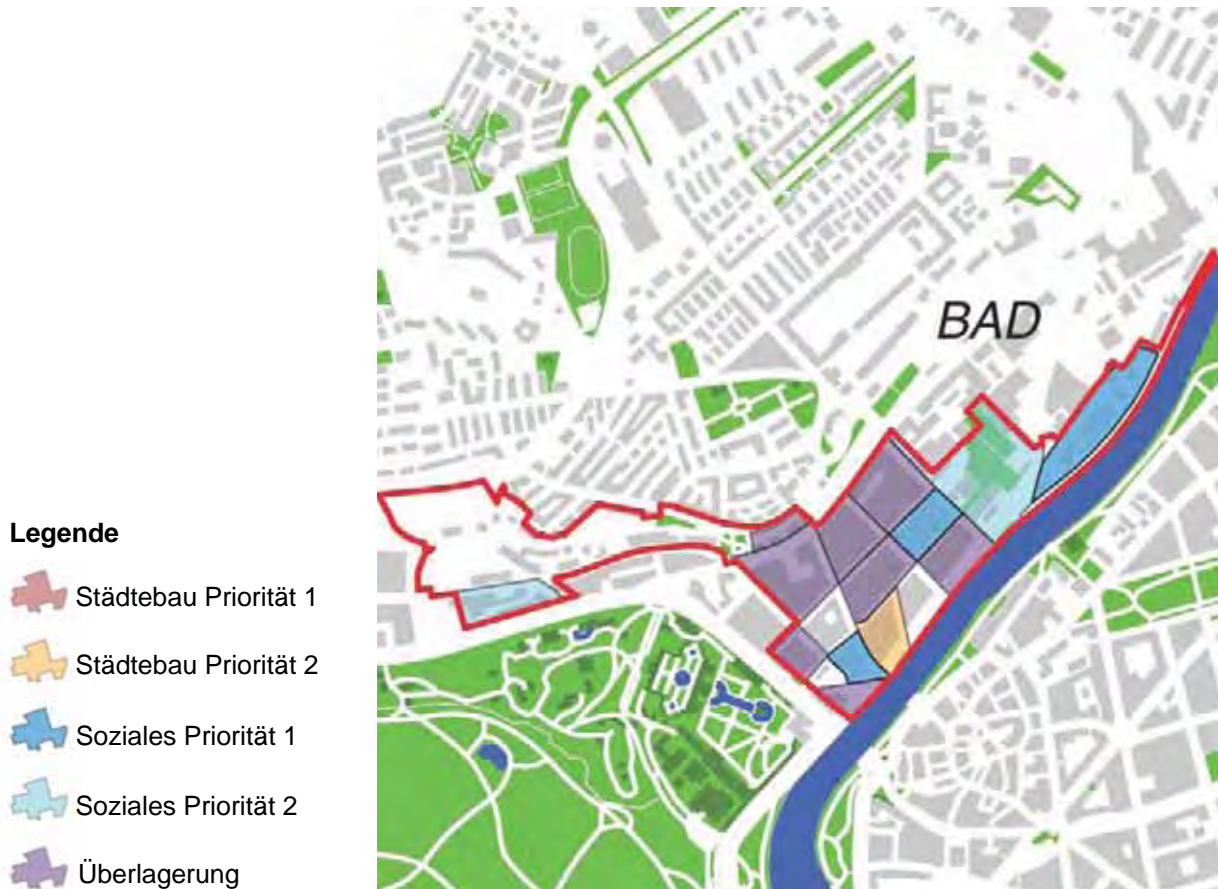 BAD
Legende
Städtebau Priorität 1
Städtebau Priorität 2
Soziales Priorität 1
Soziales Priorität 2
Überlagerung